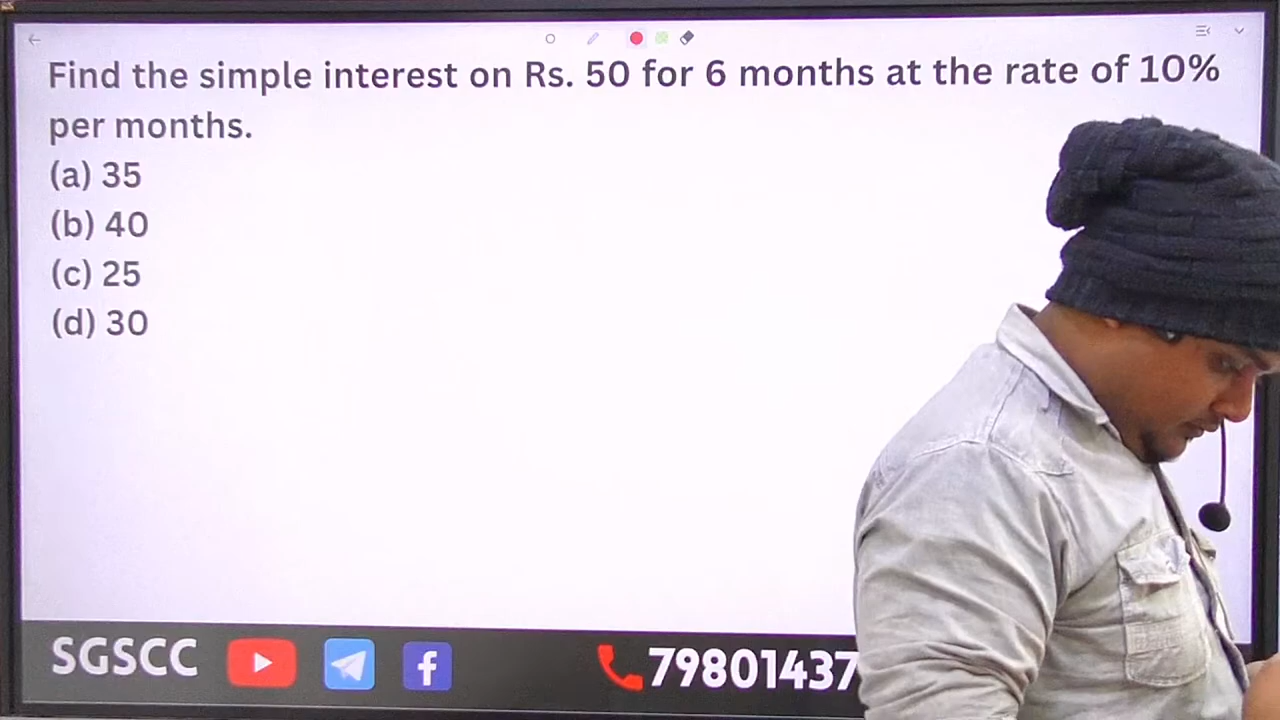 Find the simple interest on Rs. 50 for 6 months at the rate of 10%
per months.
(a) 35
(b) 40
(c) 25
(d) 30
SGSCC
79801437